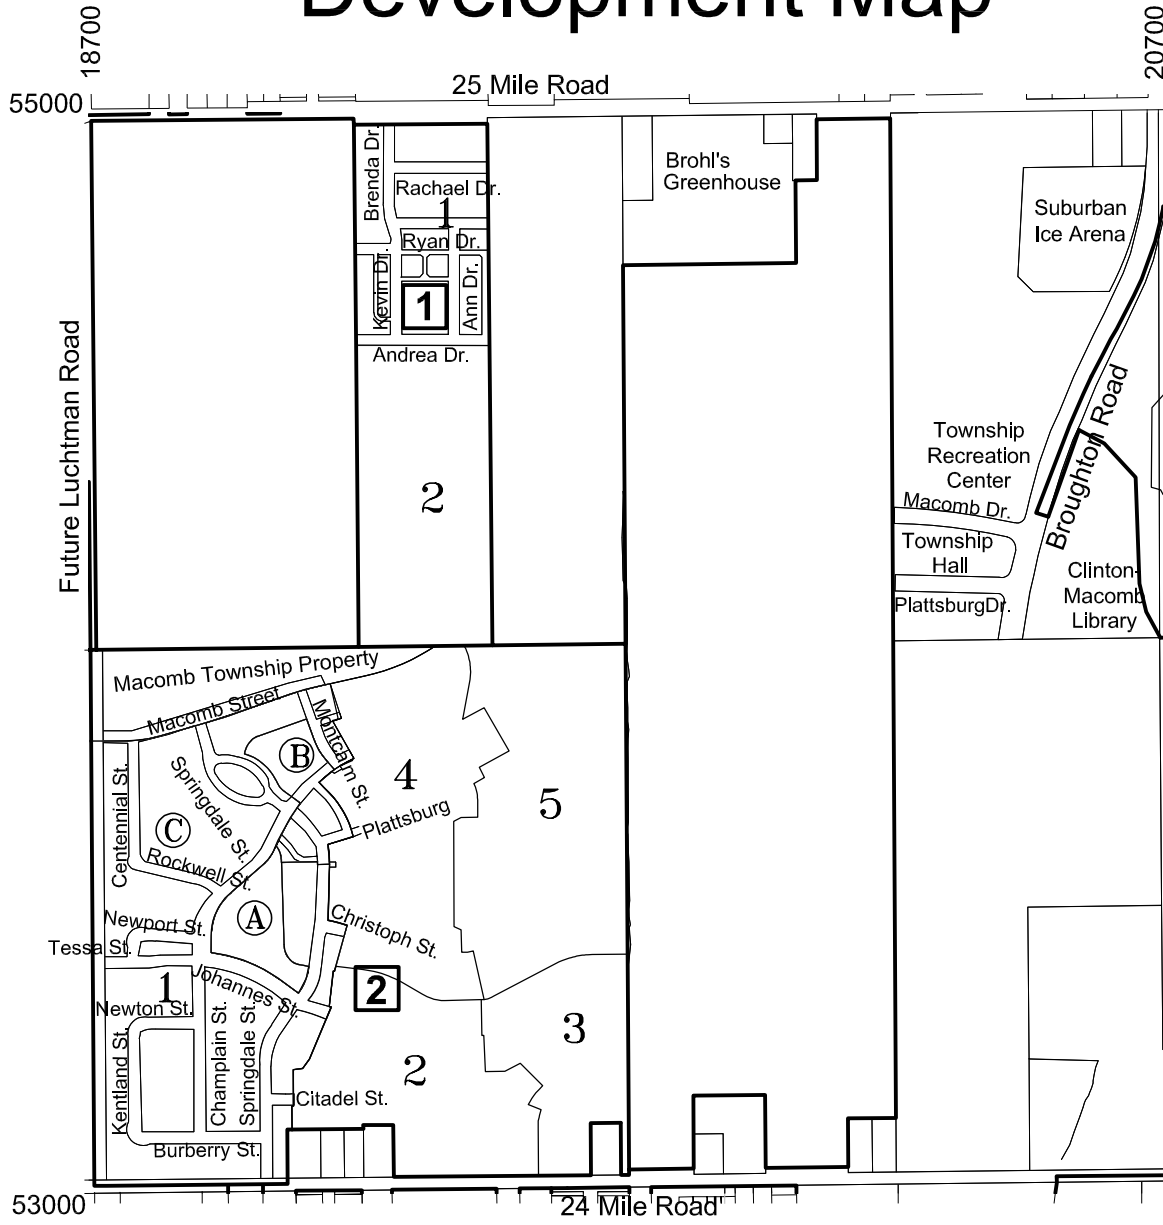 Development Map
18700
20700
25 Mile Road
55000
Brenda Dr.
Rachael Dr.
1
Ryan Dr.
Kevin Dr.
1
Ann Dr.
Andrea Dr.
2
Brohl's
Greenhouse
Suburban
Ice Arena
Future Luchtman Road
Township
Recreation
Center
Macomb Dr.
Township
Hall
PlattsburgDr.
Broughton Road
Clinton-
Macomb
Library
Macomb Township Property
Macomb Street
Montcalm St.
B
4
5
Springdale St.
Centennial St.
C
Plattsburg
Rockwell St.
A
Newport St.
Christoph St.
Tessa St.
1
Johannes St.
2
Newton St.
3
Kentland St.
Champlain St.
Springdale St.
2
Citadel St.
Burberry St.
53000
24 Mile Road